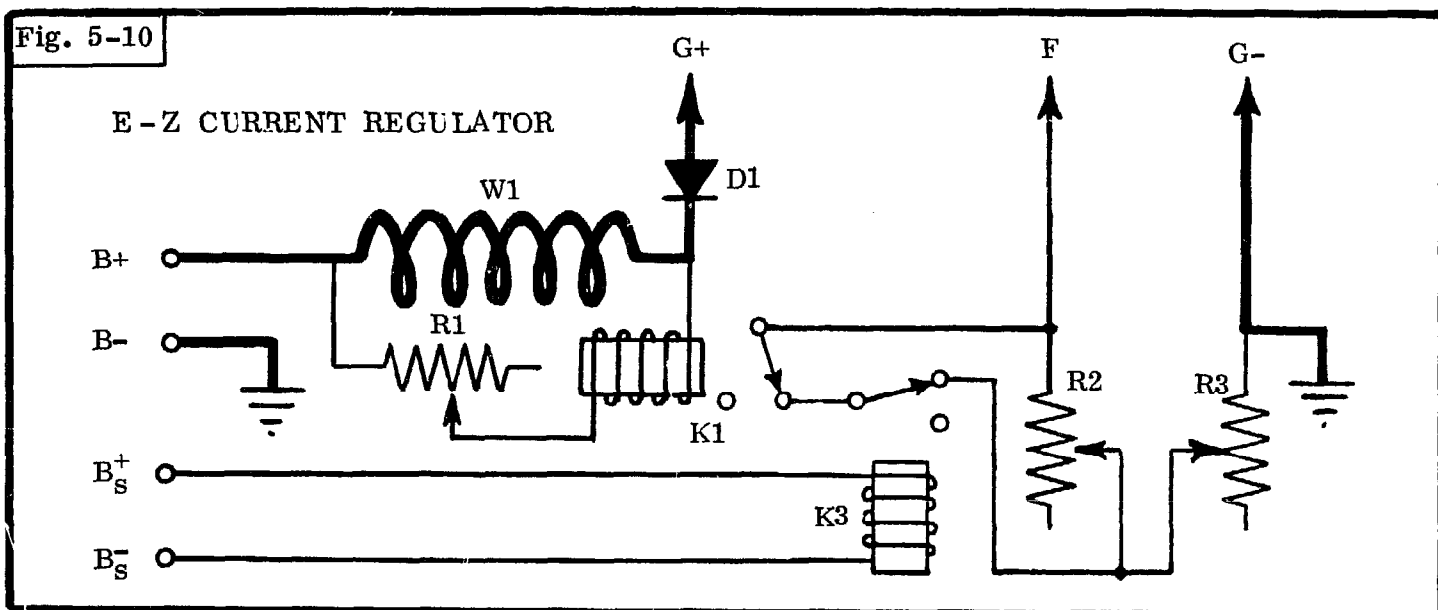 Fig. 5-10
G+
F
G-
E-Z CURRENT REGULATOR
D1
W1
B+
R1
B-
R2
R3
K1
B+s
K3
B-s